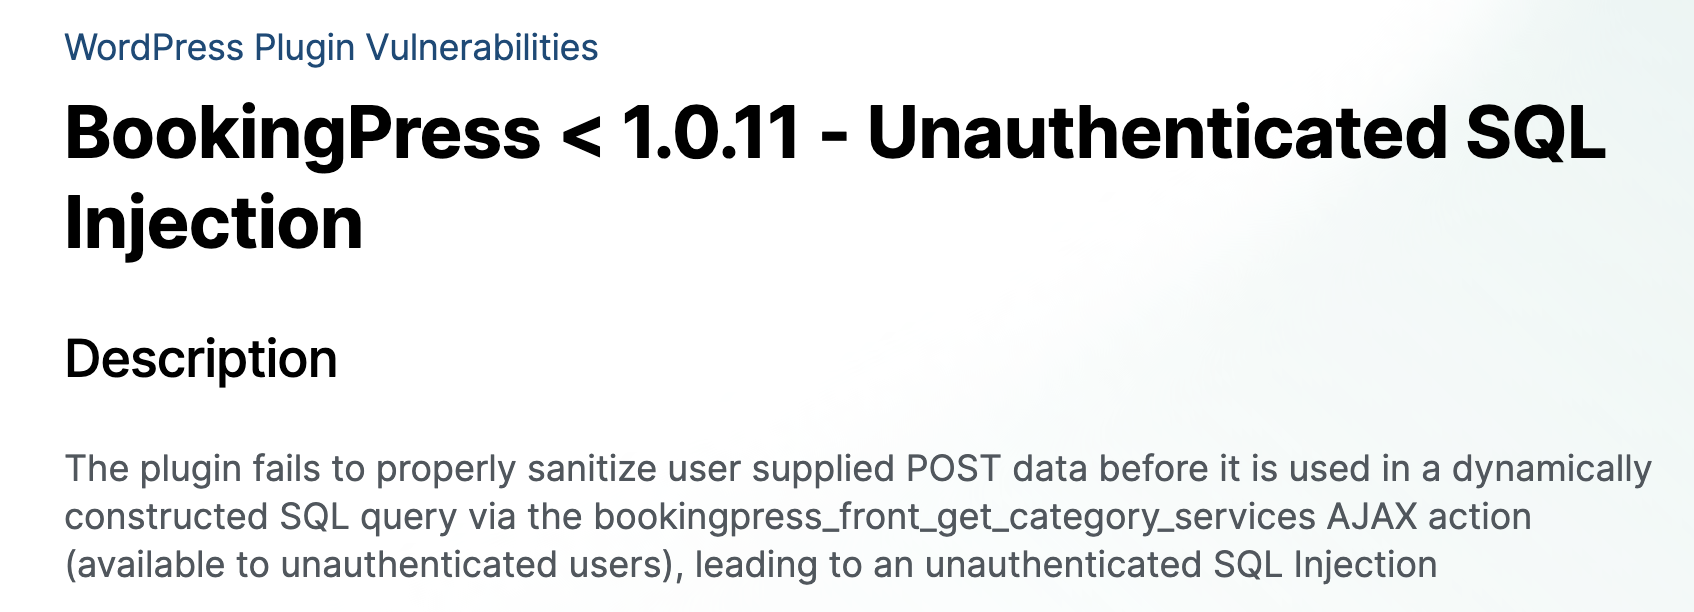 WordPress Plugin Vulnerabilities
BookingPress < 1.0.11 - Unauthenticated SQL
Injection
Description
The plugin fails to properly sanitize user supplied POST data before it is used in a dynamically
constructed SQL query via the bookingpress_front_get_category_services AJAX action
(available to unauthenticated users), leading to an unauthenticated SQL Injection